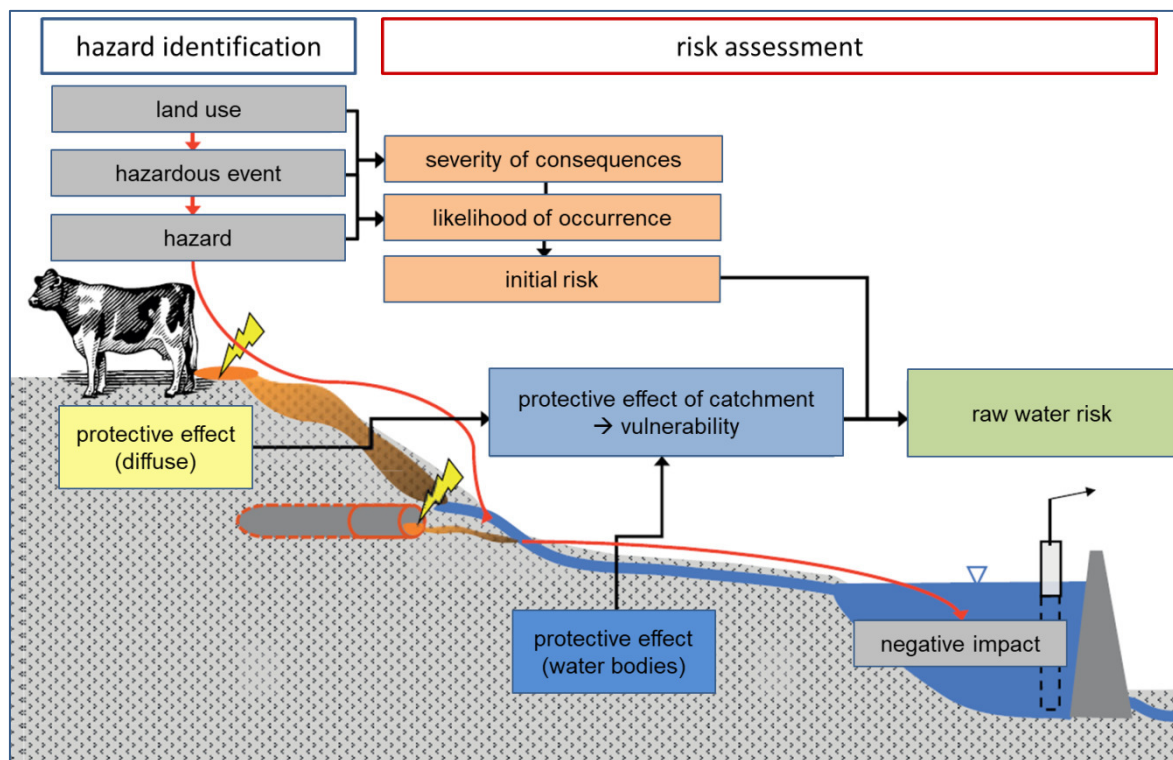 hazard identification
risk assessment
land use
hazardous event
hazard
severity of consequences
likelihood of occurrence
initial risk
protective effect
(diffuse)
protective effect of catchment
→ vulnerability
raw water risk
protective effect
(water bodies)
negative impact